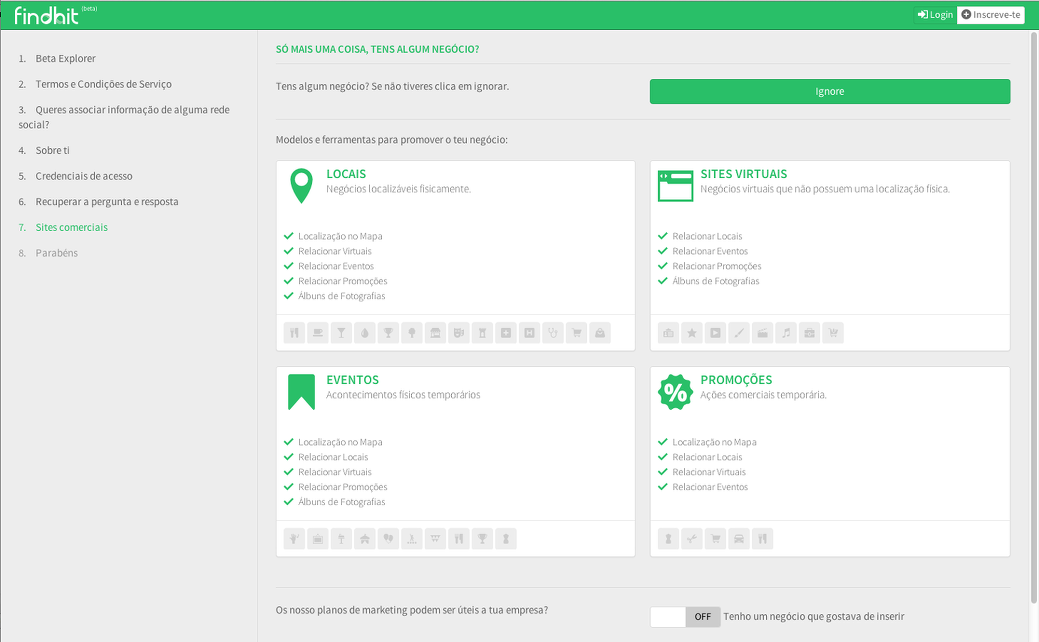 findhit (beta)
Login
Inscreve-te
1. Beta Explorer
2. Termos e Condições de Serviço
3. Queres associar informação de alguma rede
social?
4. Sobre ti
5. Credenciais de acesso
6. Recuperar a pergunta e resposta
7. Sites comerciais
8. Parabéns
SÓ MAIS UMA COISA, TENS ALGUM NEGÓCIO?
Tens algum negócio? Se não tiveres clica em ignorar.
Ignore
Modelos e ferramentas para promover o teu negócio:
LOCAIS
Negócios localizáveis fisicamente.
Localização no Mapa
Relacionar Virtuais
Relacionar Eventos
Relacionar Promoções
Álbuns de Fotografias
SITES VIRTUAIS
Negócios virtuais que não possuem uma localização física.
Relacionar Locais
Relacionar Eventos
Relacionar Promoções
Álbuns de Fotografias
EVENTOS
Acontecimentos físicos temporários
Localização no Mapa
Relacionar Locais
Relacionar Virtuais
Relacionar Promoções
Álbuns de Fotografias
PROMOÇÕES
Ações comerciais temporária.
Localização no Mapa
Relacionar Locais
Relacionar Virtuais
Relacionar Eventos
Os nosso planos de marketing podem ser úteis a tua empresa?
OFF
Tenho um negócio que gostava de inserir